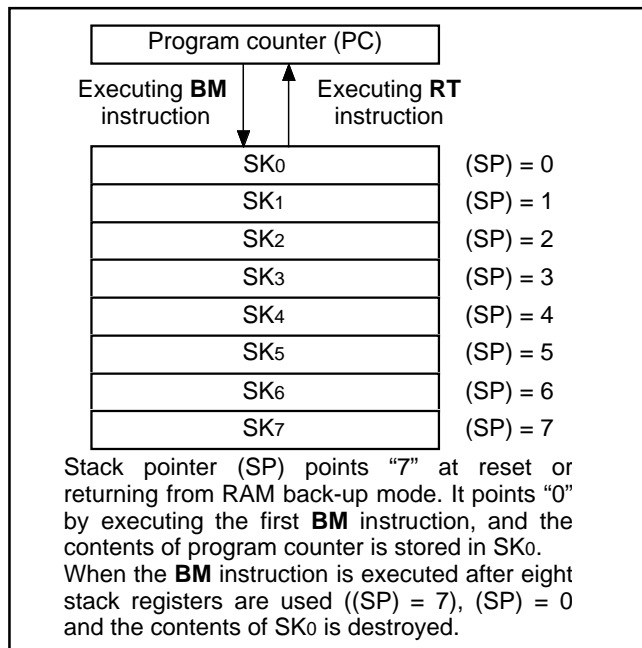 Program counter (PC)
Executing BM instruction
Executing RT instruction
SK0 (SP) = 0
SK1 (SP) = 1
SK2 (SP) = 2
SK3 (SP) = 3
SK4 (SP) = 4
SK5 (SP) = 5
SK6 (SP) = 6
SK7 (SP) = 7
Stack pointer (SP) points “7” at reset or
returning from RAM back-up mode. It points “0”
by executing the first BM instruction, and the
contents of program counter is stored in SK0.
When the BM instruction is executed after eight
stack registers are used ((SP) = 7), (SP) = 0
and the contents of SK0 is destroyed.